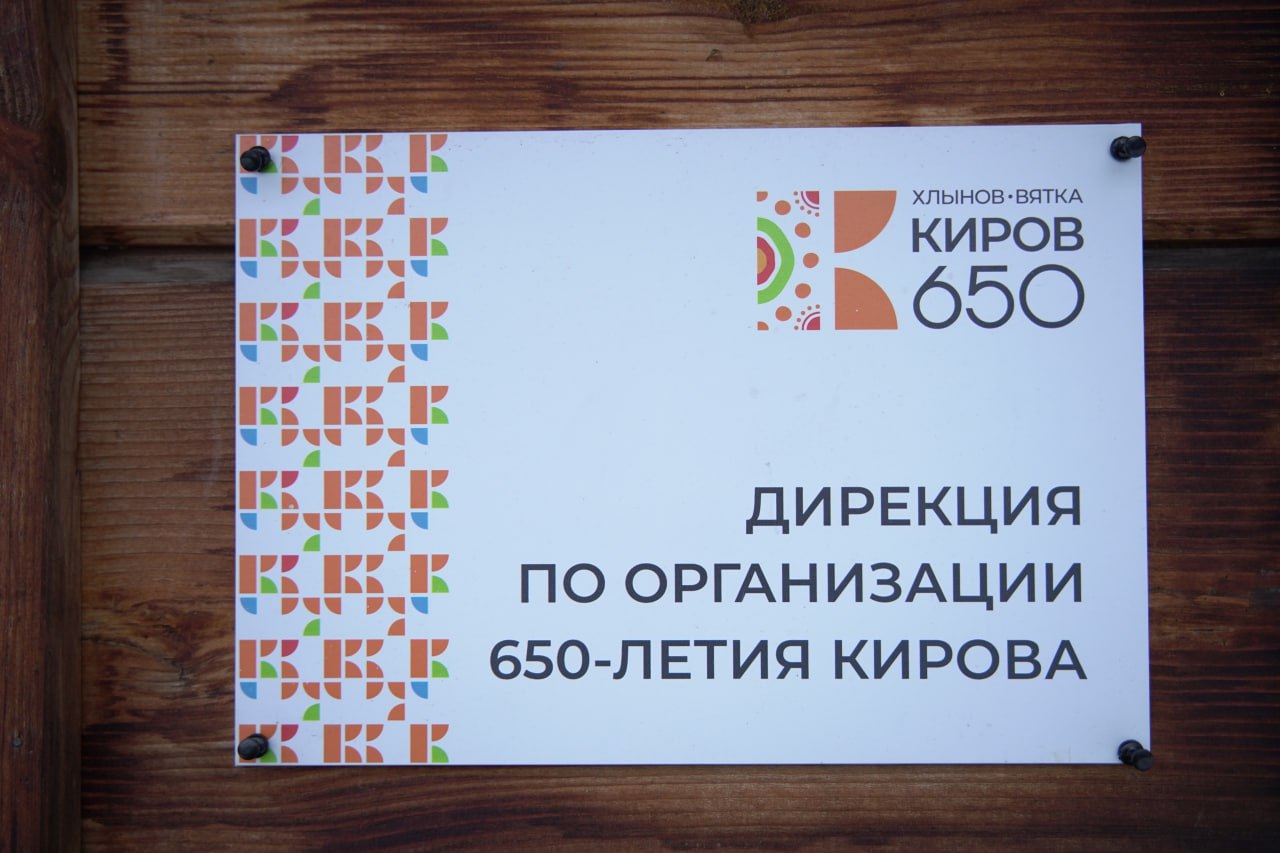 ХЛЫНОВ•ВЯТКА
КИРОВ
650
ДИРЕКЦИЯ
ПО ОРГАНИЗАЦИИ
650-ЛЕТИЯ КИРОВА